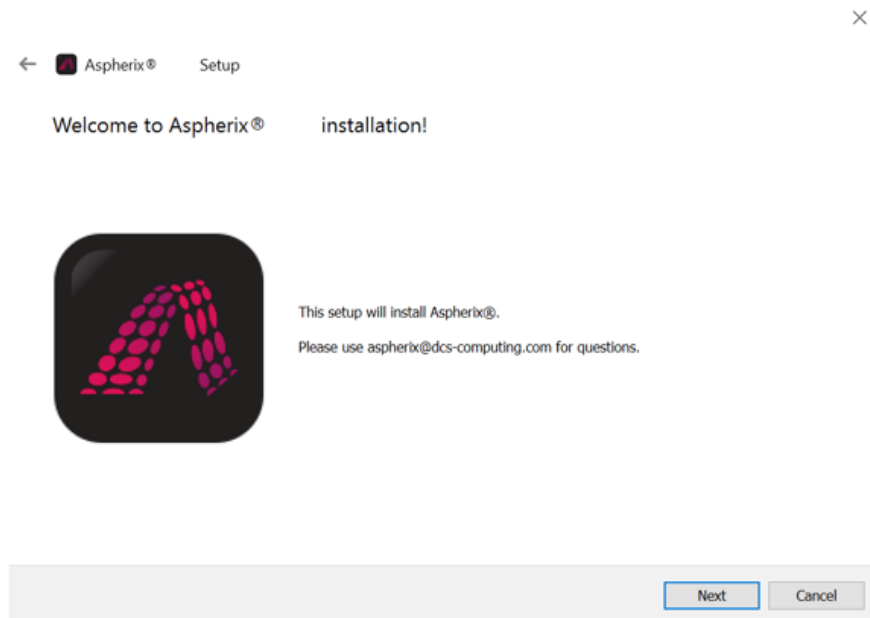 Aspherix® Setup
Welcome to Aspherix® installation!
This setup will install Aspherix®.
Please use aspherix@dcs-computing.com for questions.
Next Cancel